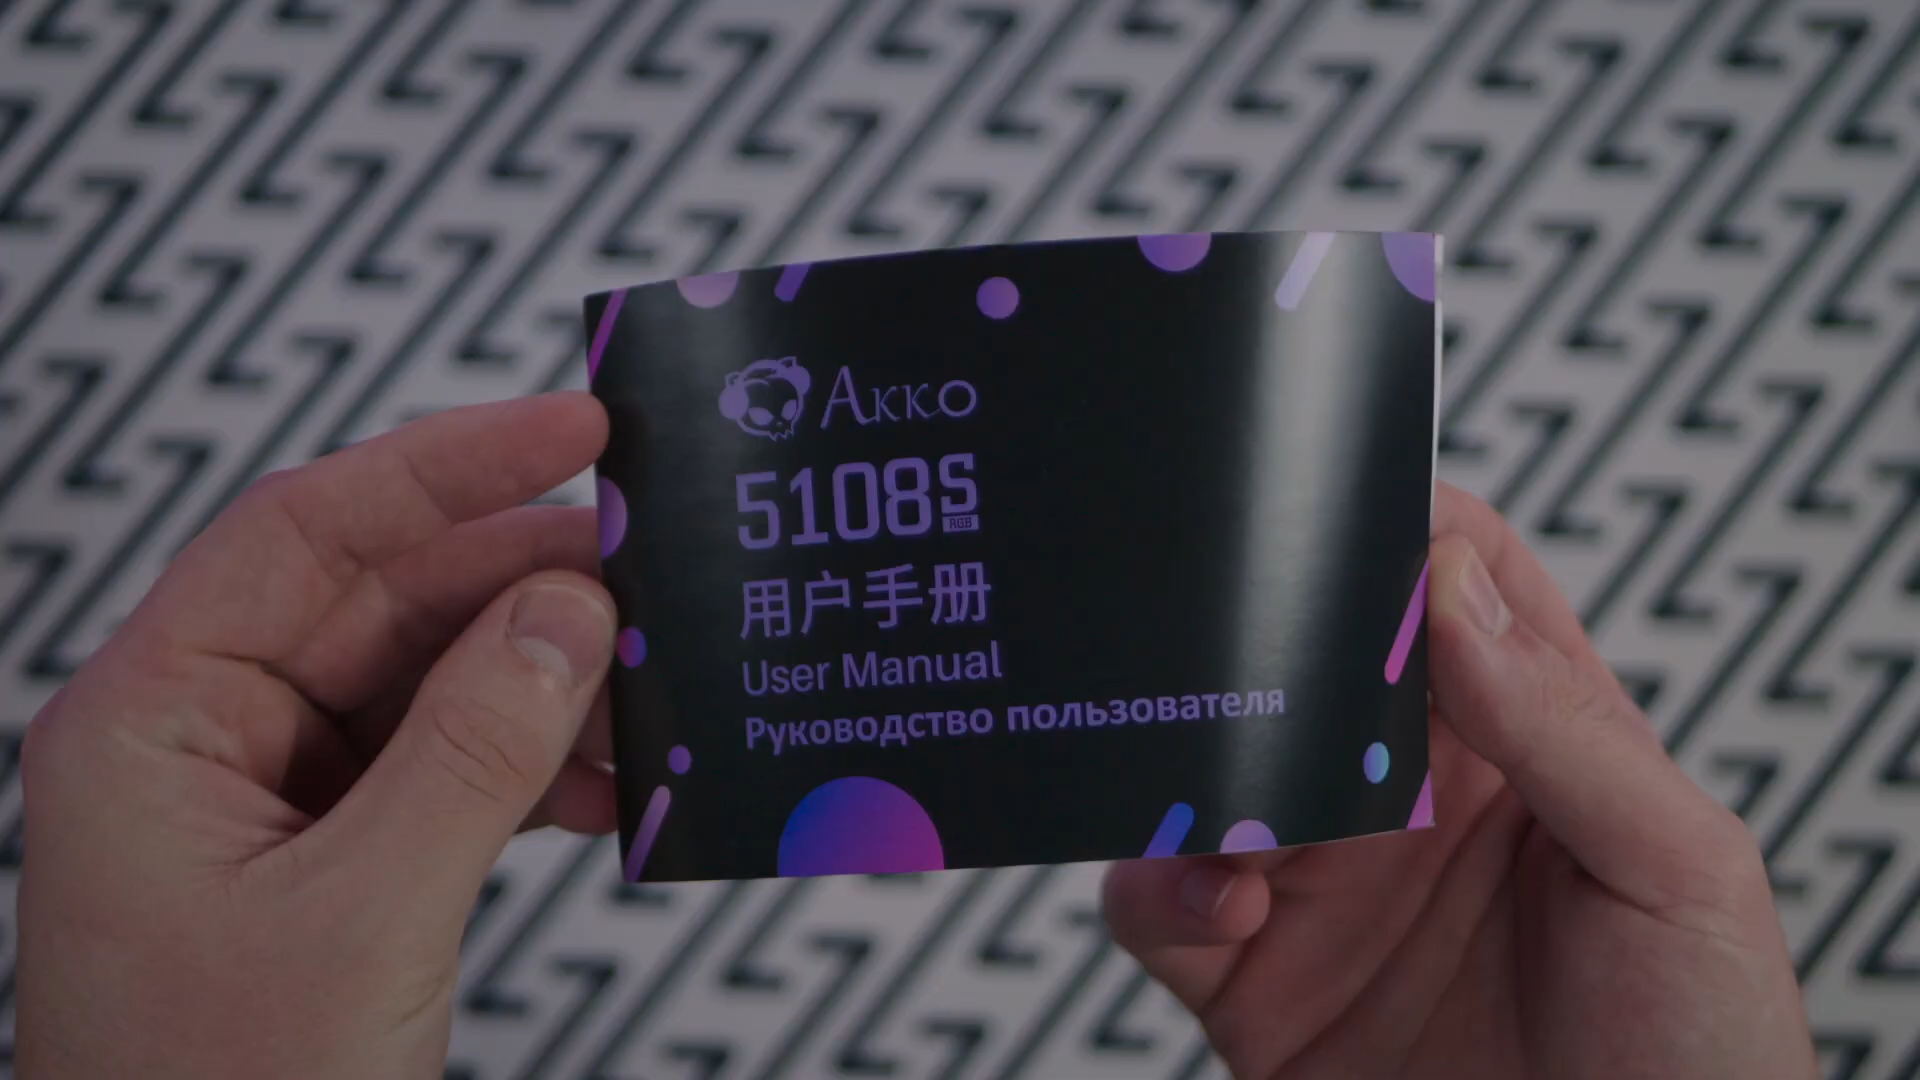 Akko
5108S
RGB
用户手册
User Manual
Руководство пользователя